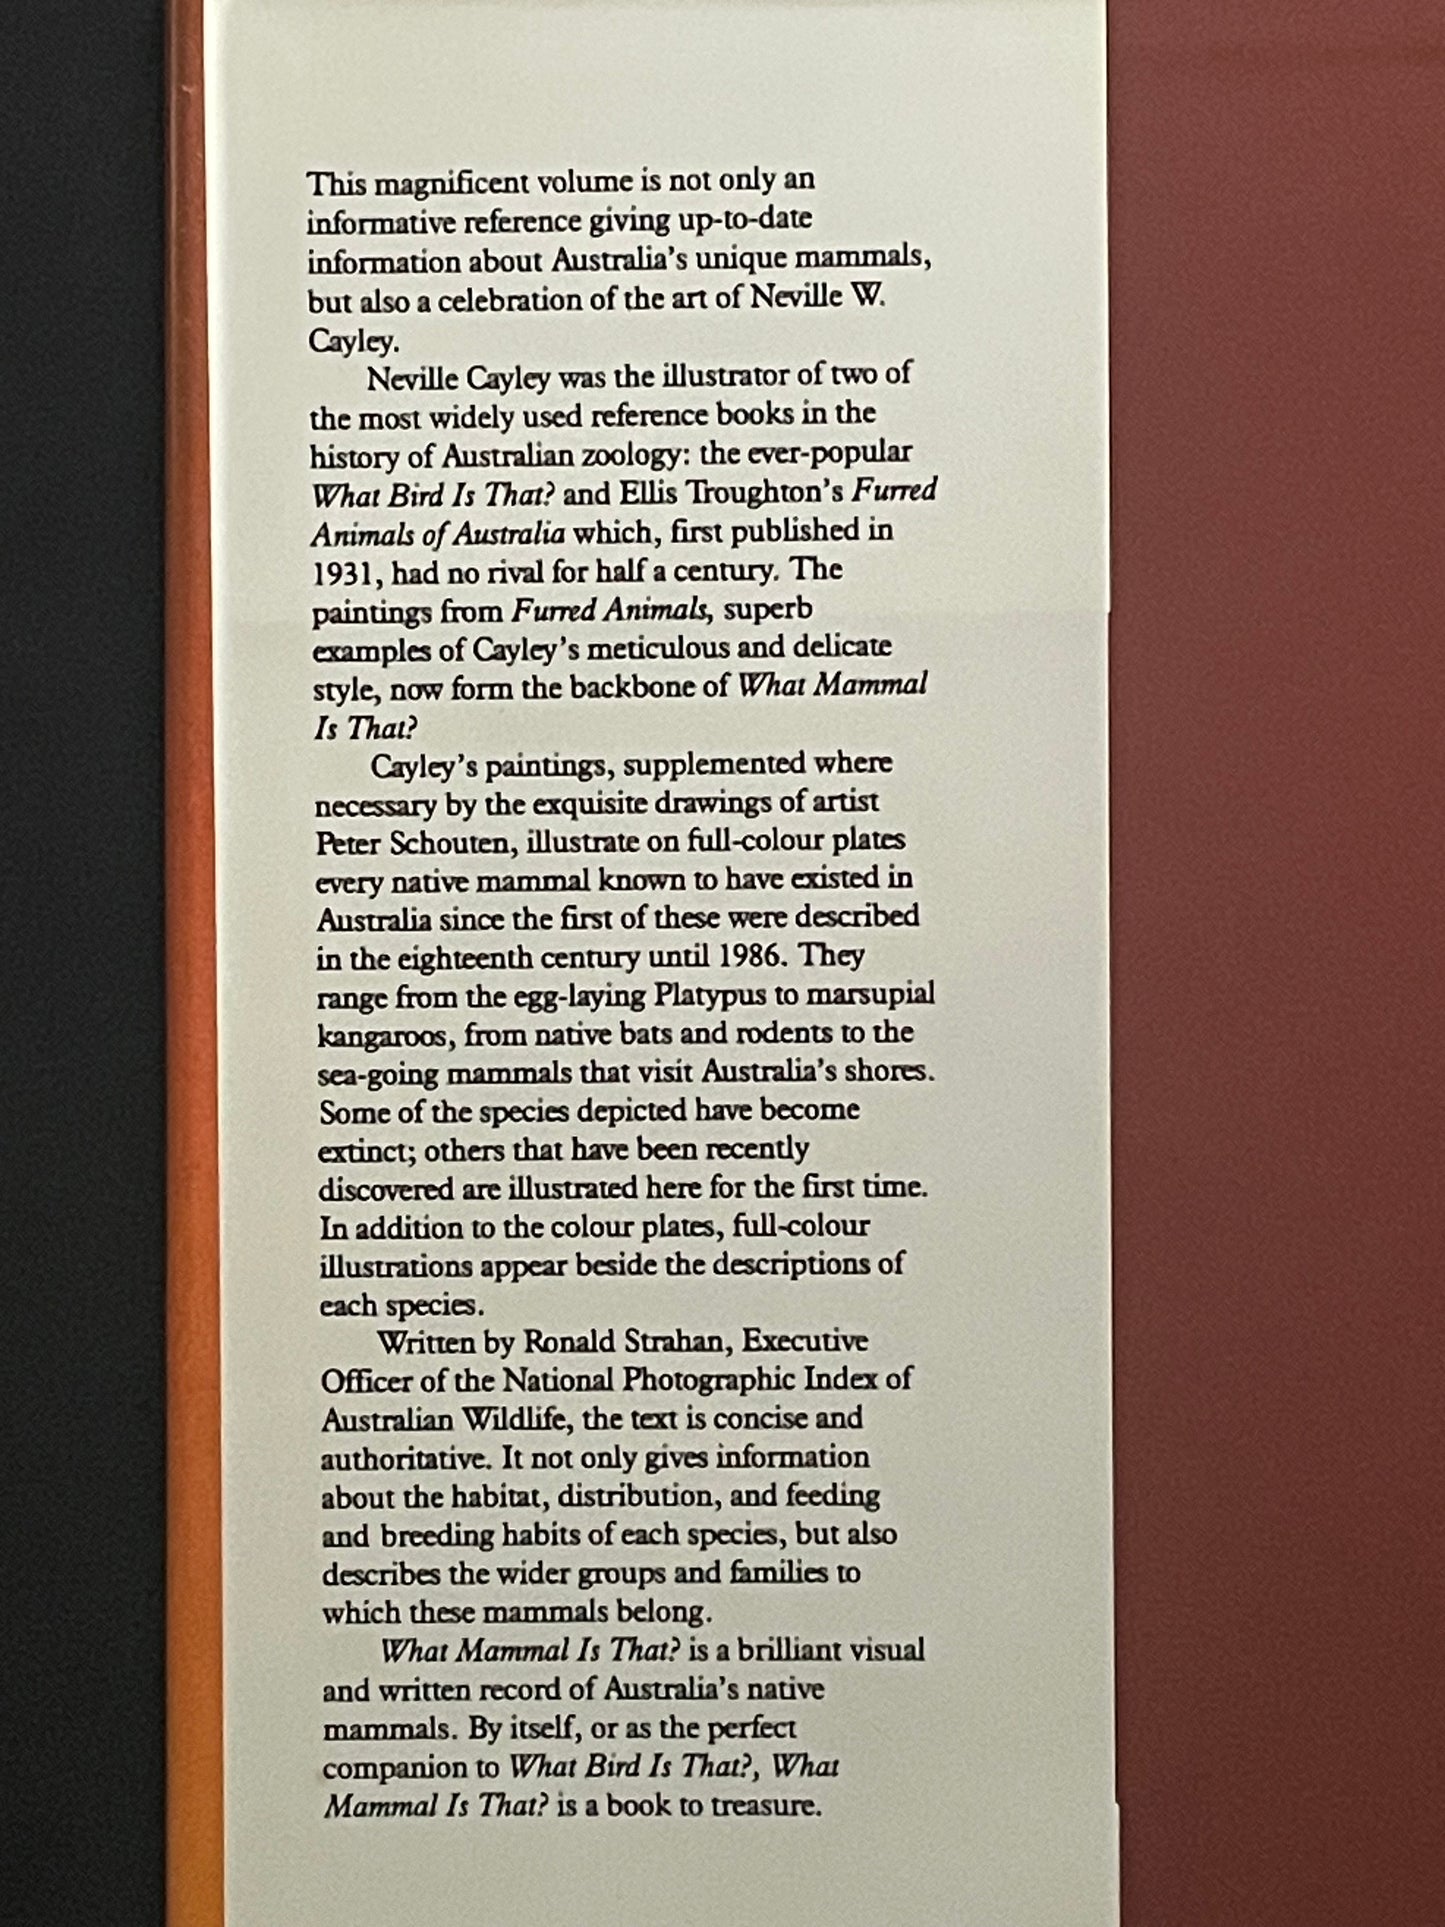 This magnificent volume is not only an
informative reference giving up-to-date
information about Australia's unique mammals,
but also a celebration of the art of Neville W.
Cayley.
Neville Cayley was the illustrator of two of
the most widely used reference books in the
history of Australian zoology: the ever-popular
What Bird Is That? and Ellis Troughton's Furred
Animals of Australia which, first published in
1931, had no rival for half a century. The
paintings from Furred Animals, superb
examples of Cayley's meticulous and delicate
style, now form the backbone of What Mammal
Is That?
Cayley's paintings, supplemented where
necessary by the exquisite drawings of artist
Peter Schouten, illustrate on full-colour plates
every native mammal known to have existed in
Australia since the first of these were described
in the eighteenth century until 1986. They
range from the egg-laying Platypus to marsupial
kangaroos, from native bats and rodents to the
sea-going mammals that visit Australia's shores.
Some of the species depicted have become
extinct; others that have been recently
discovered are illustrated here for the first time.
In addition to the colour plates, full-colour
illustrations appear beside the descriptions of
each species.
Written by Ronald Strahan, Executive
Officer of the National Photographic Index of
Australian Wildlife, the text is concise and
authoritative. It not only gives information
about the habitat, distribution, and feeding
and breeding habits of each species, but also
describes the wider groups and families to
which these mammals belong.
What Mammal Is That? is a brilliant visual
and written record of Australia's native
mammals. By itself, or as the perfect
companion to What Bird Is That?, What
Mammal Is That? is a book to treasure.